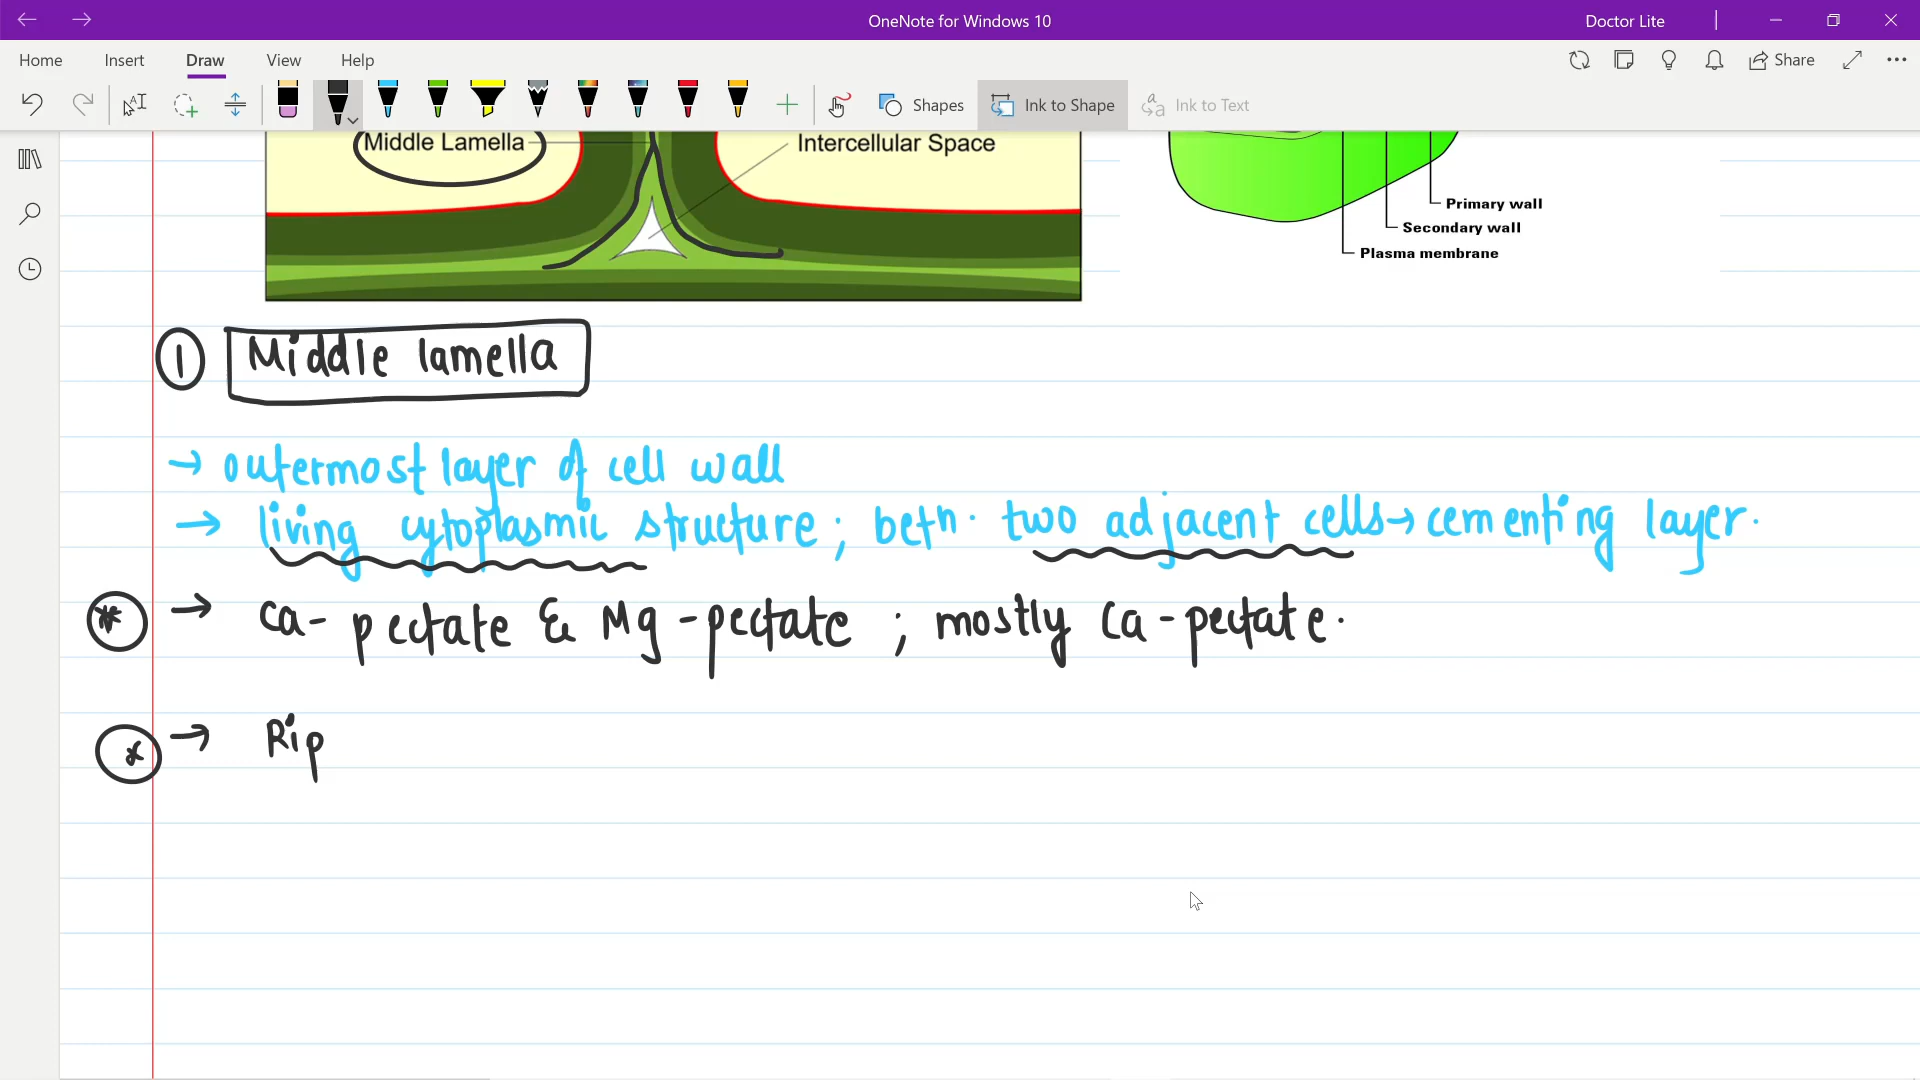 OneNote for Windows 10
Doctor Lite
Home Insert Draw View Help
Share
Shapes Ink to Shape Ink to Text
Middle Lamella
Intercellular Space
Primary wall
Secondary wall
Plasma membrane
① Middle lamella
→ outermost layer of cell wall
→ living cytoplasmic structure ; betn. two adjacent cells → cementing layer.
* → Ca - pectate & Mg - pectate ; mostly Ca - pectate.
* → Rip